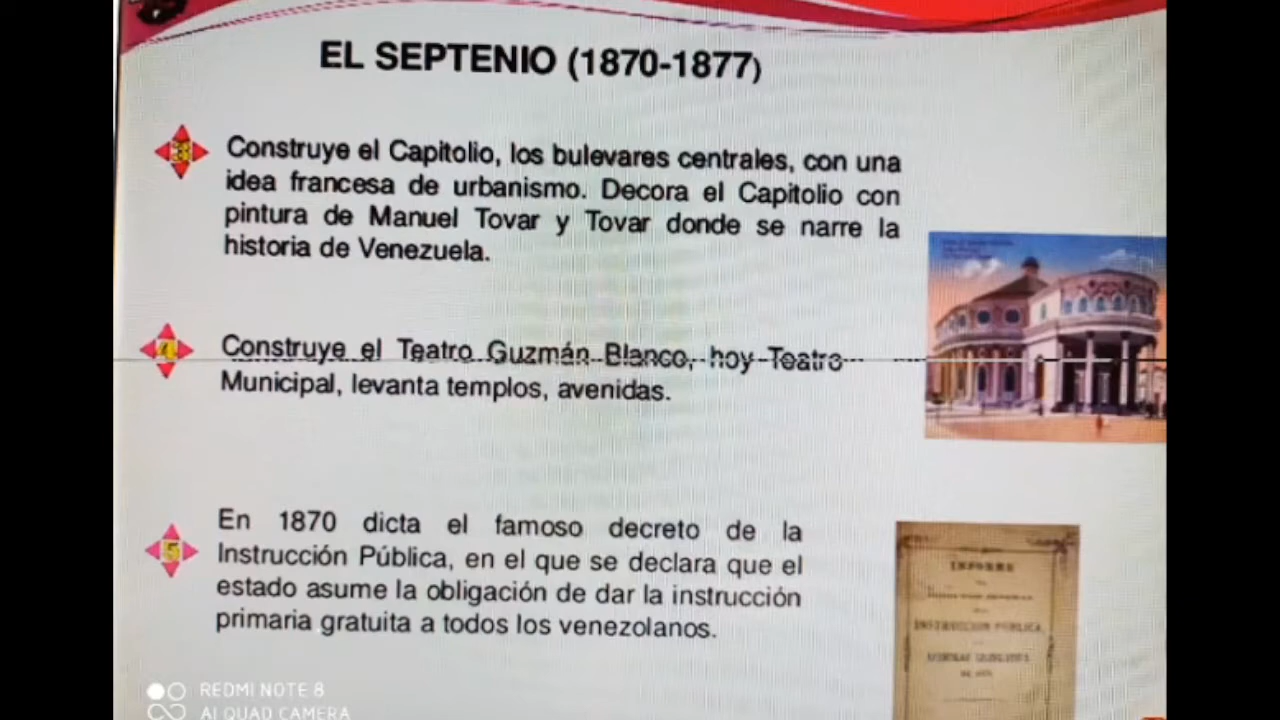 EL SEPTENIO (1870-1877)
3
Construye el Capitolio, los bulevares centrales, con una
idea francesa de urbanismo. Decora el Capitolio con
pintura de Manuel Tovar y Tovar donde se narre la
historia de Venezuela.
4
Construye el Teatro Guzmán Blanco, hoy Teatro
Municipal, levanta templos, avenidas.
5
En 1870 dicta el famoso decreto de la
Instrucción Pública, en el que se declara que el
estado asume la obligación de dar la instrucción
primaria gratuita a todos los venezolanos.
INFORME
INSTRUCCION PUBLICA
REDMI NOTE 8
AI QUAD CAMERA